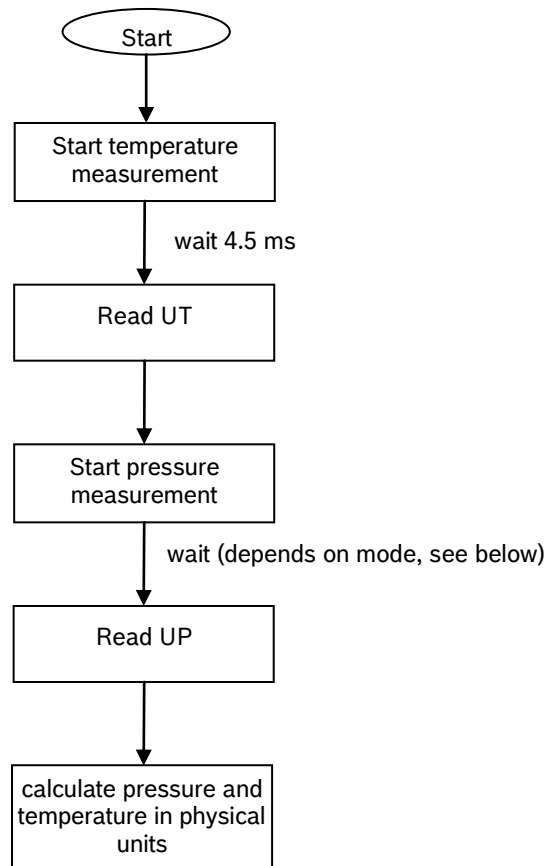 Start
Start temperature
measurement
wait 4.5 ms
Read UT
Start pressure
measurement
wait (depends on mode, see below)
Read UP
calculate pressure and
temperature in physical
units